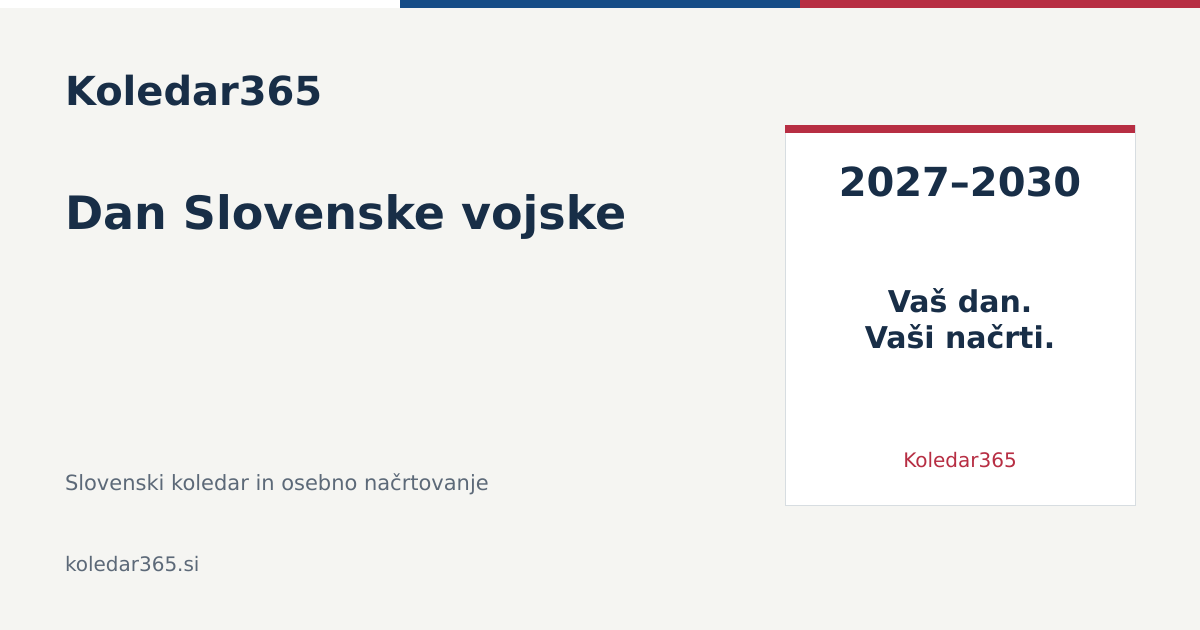 Koledar365
Dan Slovenske vojske
Slovenski koledar in osebno načrtovanje
koledar365.si
2027–2030
Vaš dan.
Vaši načrti.
Koledar365